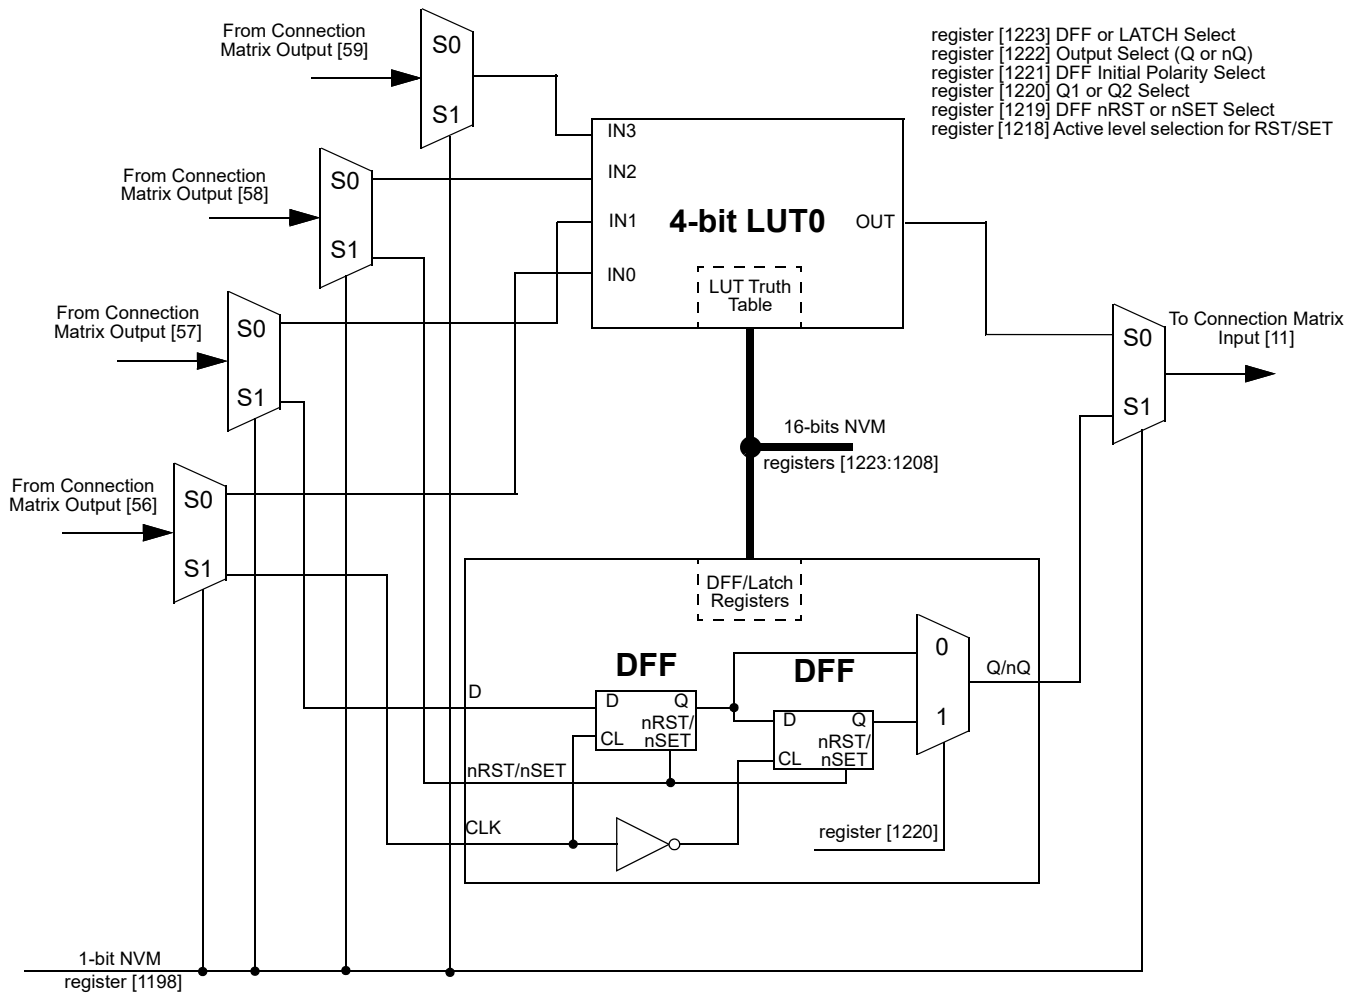 From Connection
Matrix Output [59]
S0
S1
register [1223] DFF or LATCH Select
register [1222] Output Select (Q or nQ)
register [1221] DFF Initial Polarity Select
register [1220] Q1 or Q2 Select
register [1219] DFF nRST or nSET Select
register [1218] Active level selection for RST/SET
From Connection
Matrix Output [58]
S0
S1
IN3
IN2
IN1
IN0
4-bit LUT0
OUT
LUT Truth
Table
From Connection
Matrix Output [57]
S0
S1
To Connection Matrix
Input [11]
S0
S1
16-bits NVM
registers [1223:1208]
From Connection
Matrix Output [56]
S0
S1
DFF/Latch
Registers
DFF
DFF
0
1
Q/nQ
D
D
Q
nRST/
nSET
CL
D
Q
nRST/
nSET
CL
nRST/nSET
CLK
register [1220]
1-bit NVM
register [1198]